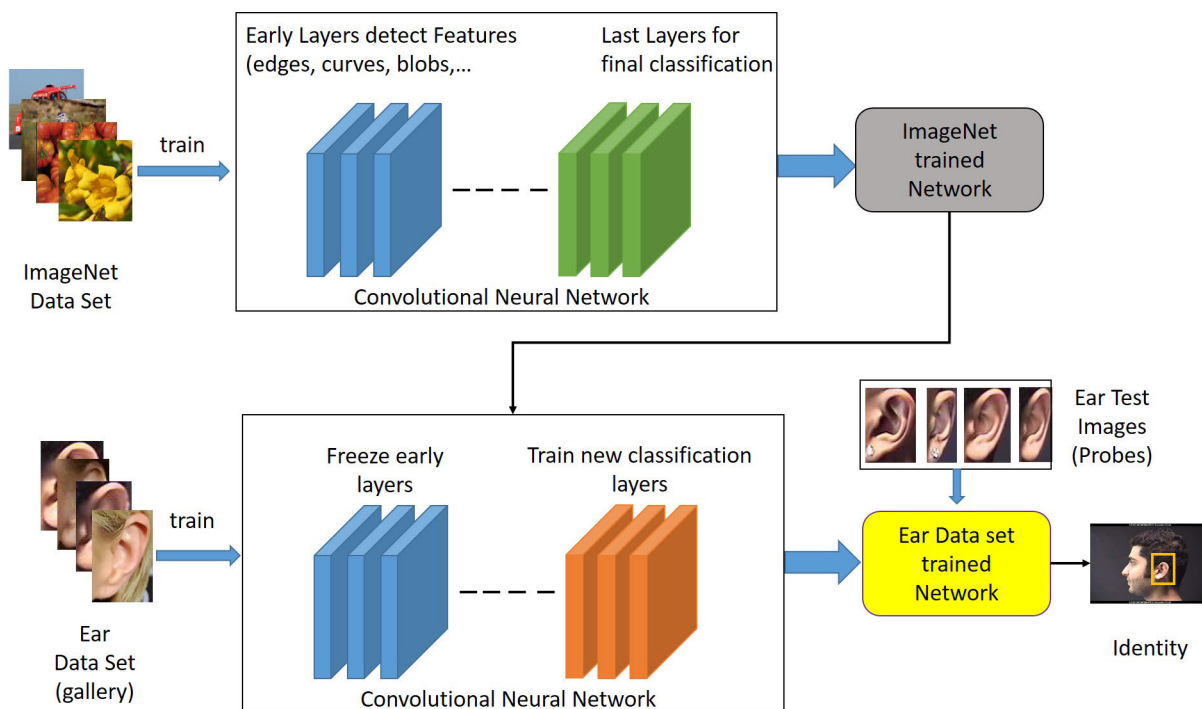 Early Layers detect Features
(edges, curves, blobs,...
Last Layers for
final classification
train
ImageNet
trained
Network
ImageNet
Data Set
Convolutional Neural Network
Ear Test
Images
(Probes)
Freeze early
layers
Train new classification
layers
train
Ear Data set
trained
Network
Ear
Data Set
(gallery)
Identity
Convolutional Neural Network